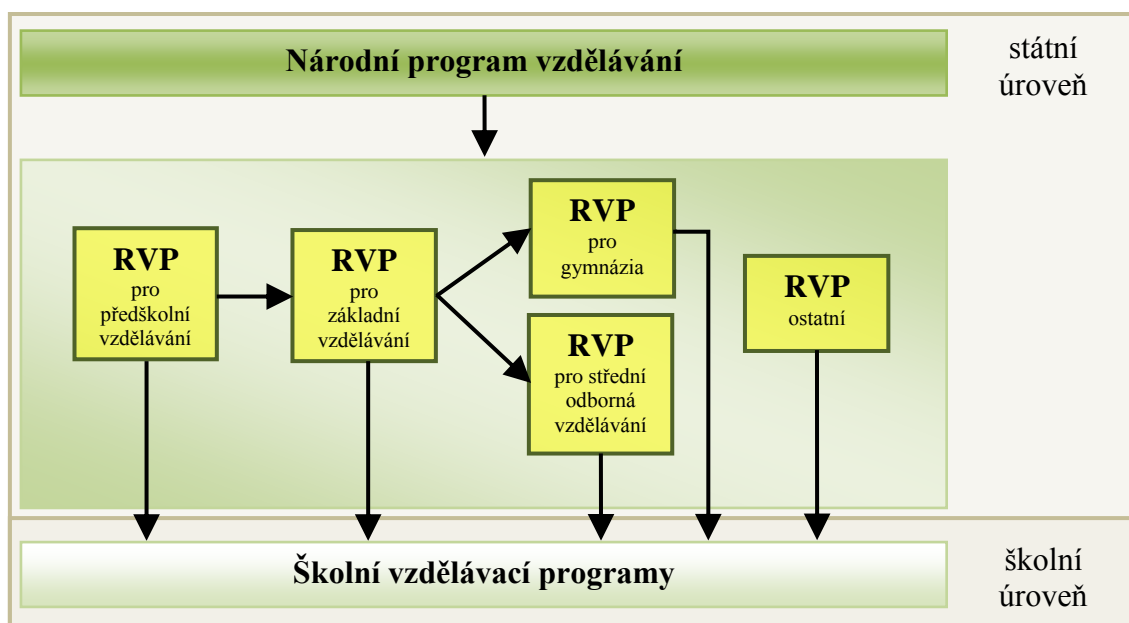 Národní program vzdělávání
státní
úroveň
RVP
pro
předškolní
vzdělávání
RVP
pro
základní
vzdělávání
RVP
pro
gymnázia
RVP
pro střední
odborná
vzdělávání
RVP
ostatní
Školní vzdělávací programy
školní
úroveň